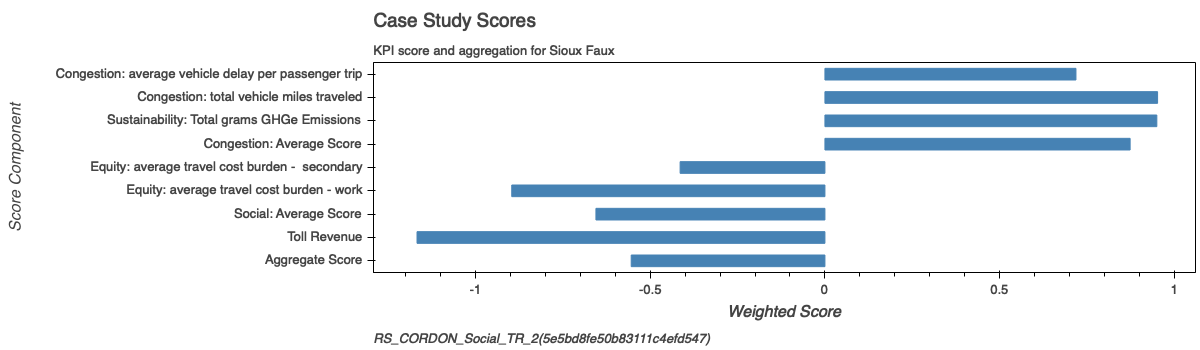 Case Study Scores
KPI score and aggregation for Sioux Faux
Score Component
Congestion: average vehicle delay per passenger trip
Congestion: total vehicle miles traveled
Sustainability: Total grams GHGe Emissions
Congestion: Average Score
Equity: average travel cost burden -  secondary
Equity: average travel cost burden - work
Social: Average Score
Toll Revenue
Aggregate Score
-1 -0.5 0 0.5 1
Weighted Score
RS_CORDON_Social_TR_2(5e5bd8fe50b83111c4efd547)